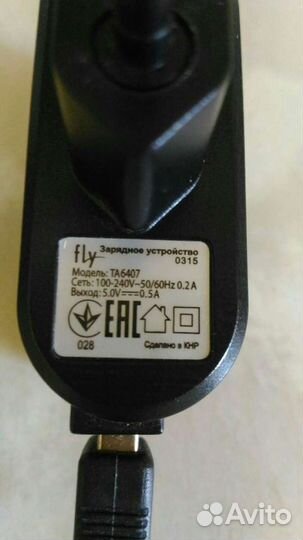 fly Зарядное устройство
0315
Модель: TA6407
Сеть: 100-240V~50/60Hz 0.2A
Выход: 5.0V⎓0.5A
EAC
028
Сделано в КНР
Avito